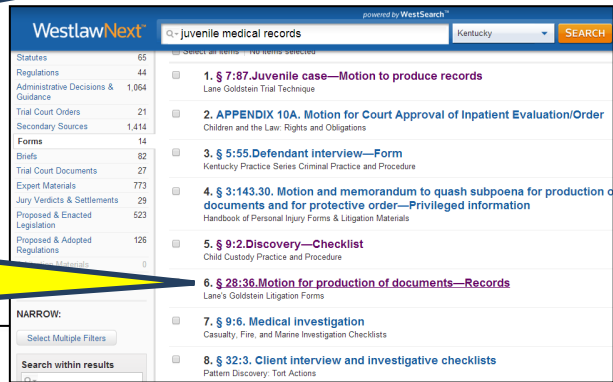 powered by WestSearch™
WestlawNext™
juvenile medical records
Kentucky
SEARCH
Select all items No items selected
Statutes 65
Regulations 44
Administrative Decisions & Guidance 1,064
Trial Court Orders 21
Secondary Sources 1,414
Forms 14
Briefs 82
Trial Court Documents 27
Expert Materials 773
Jury Verdicts & Settlements 29
Proposed & Enacted Legislation 523
Proposed & Adopted Regulations 126
Materials 0
NARROW:
Select Multiple Filters
Search within results
1. § 7:87.Juvenile case—Motion to produce records
Lane Goldstein Trial Technique
2. APPENDIX 10A. Motion for Court Approval of Inpatient Evaluation/Order
Children and the Law: Rights and Obligations
3. § 5:55.Defendant interview—Form
Kentucky Practice Series Criminal Practice and Procedure
4. § 3:143.30. Motion and memorandum to quash subpoena for production o
documents and for protective order—Privileged information
Handbook of Personal Injury Forms & Litigation Materials
5. § 9:2.Discovery—Checklist
Child Custody Practice and Procedure
6. § 28:36.Motion for production of documents—Records
Lane's Goldstein Litigation Forms
7. § 9:6. Medical investigation
Casualty, Fire, and Marine Investigation Checklists
8. § 32:3. Client interview and investigative checklists
Pattern Discovery: Tort Actions